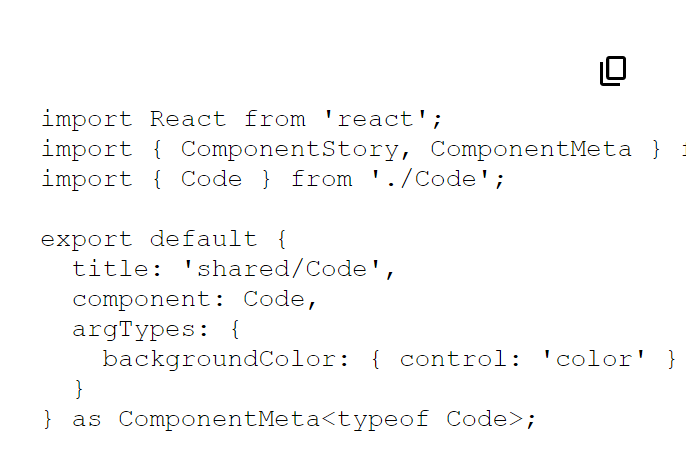 import React from 'react';
import { ComponentStory, ComponentMeta }
import { Code } from './Code';
export default {
  title: 'shared/Code',
  component: Code,
  argTypes: {
    backgroundColor: { control: 'color' }
  }
} as ComponentMeta<typeof Code>;